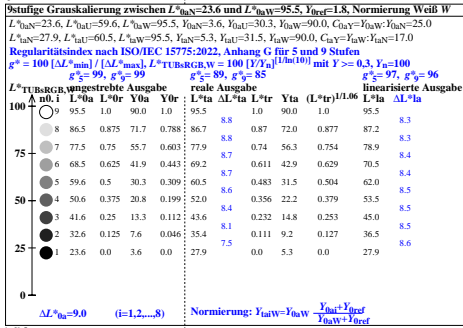 9stufige Grauskalierung zwischen L*0aN=23.6 und L*0aW=95.5, Y0ref=1.8, Normierung Weiß W
L*0aN=23.6, L*0aU=59.6, L*0aW=95.5, Y0aN=3.6, Y0aU=30.3, Y0aW=90.0, C0aY=Y0aW:Y0aN=25.0
L*taN=27.9, L*taU=60.5, L*taW=95.5, YtaN=5.3, YtaU=31.5, YtaW=90.0, CtaY=YtaW:YtaN=17.0
Regularitätsindex nach ISO/IEC 15775:2022, Anhang G für 5 und 9 Stufen
g* = 100 [ΔL*min] / [ΔL*max], L*TUBsRGB,W = 100 [Y/Yn][1/ln(10)] mit Y >= 0.3, Yn=100
g*5= 99, g*9= 99 g*5= 89, g*9= 85 g*5= 97, g*9= 96
L*TUBsRGB,W angestrebte Ausgabe reale Ausgabe linearisierte Ausgabe
100 n0. i L*0a L*0r Y0a Y0r L*ta ΔL*ta L*tr Yta (L*tr)1/1.06 L*la ΔL*la
9 95.5 1.0 90.0 1.0 95.5 1.0 90.0 1.0 95.5
8.8 8.3
8 86.5 0.875 71.7 0.788 86.7 0.87 72.0 0.877 87.2
8.8 8.3
75 7 77.5 0.75 55.7 0.603 77.9 0.74 56.3 0.754 78.9
8.7 8.4
6 68.5 0.625 41.9 0.443 69.2 0.611 42.9 0.629 70.5
8.7 8.4
5 59.6 0.5 30.3 0.309 60.5 0.483 31.5 0.504 62.0
8.6 8.5
50 4 50.6 0.375 20.8 0.199 52.0 0.356 22.2 0.379 53.5
8.4 8.5
3 41.6 0.25 13.3 0.112 43.6 0.232 14.8 0.253 45.0
8.1 8.5
2 32.6 0.125 7.6 0.046 35.4 0.111 9.2 0.127 36.5
7.5 8.6
25 1 23.6 0.0 3.6 0.0 27.9 0.0 5.3 0.0 27.9
0
ΔL*0a=9.0 (i=1,2,...,8) Normierung: YtaiW=Y0aW Y0ai+Y0ref
Y0aW+Y0ref